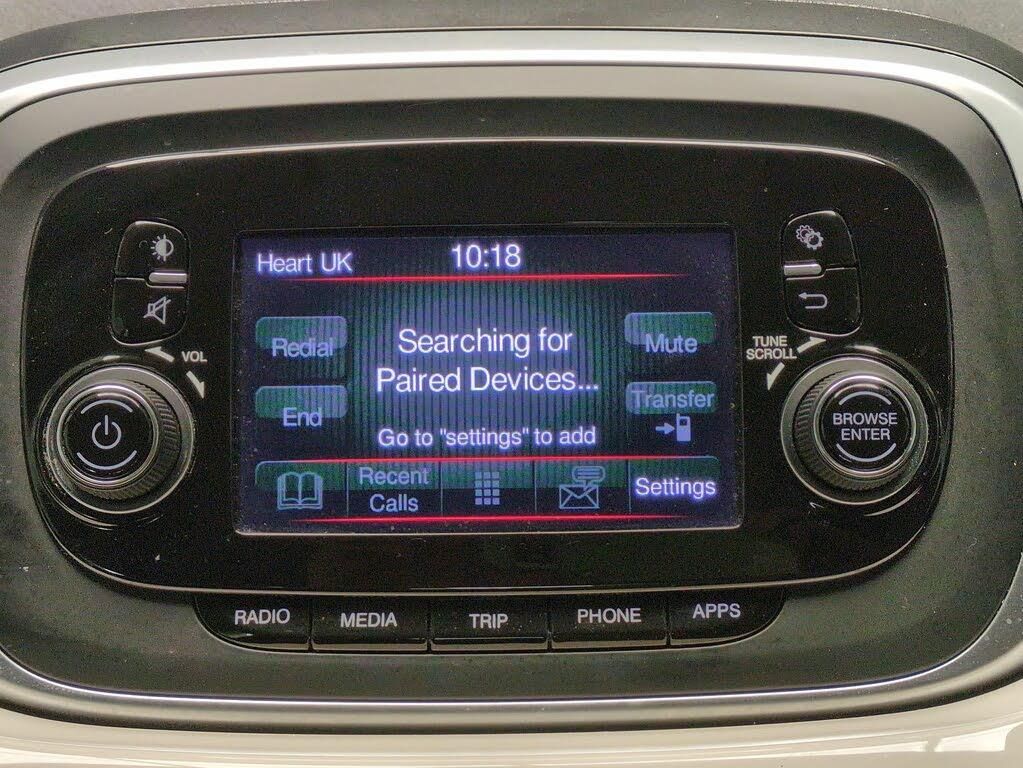 Heart UK
10:18
Redial
Searching for
Paired Devices...
Mute
End
Transfer
Go to "settings" to add
Recent
Calls
Settings
VOL
TUNE
SCROLL
BROWSE
ENTER
RADIO
MEDIA
TRIP
PHONE
APPS